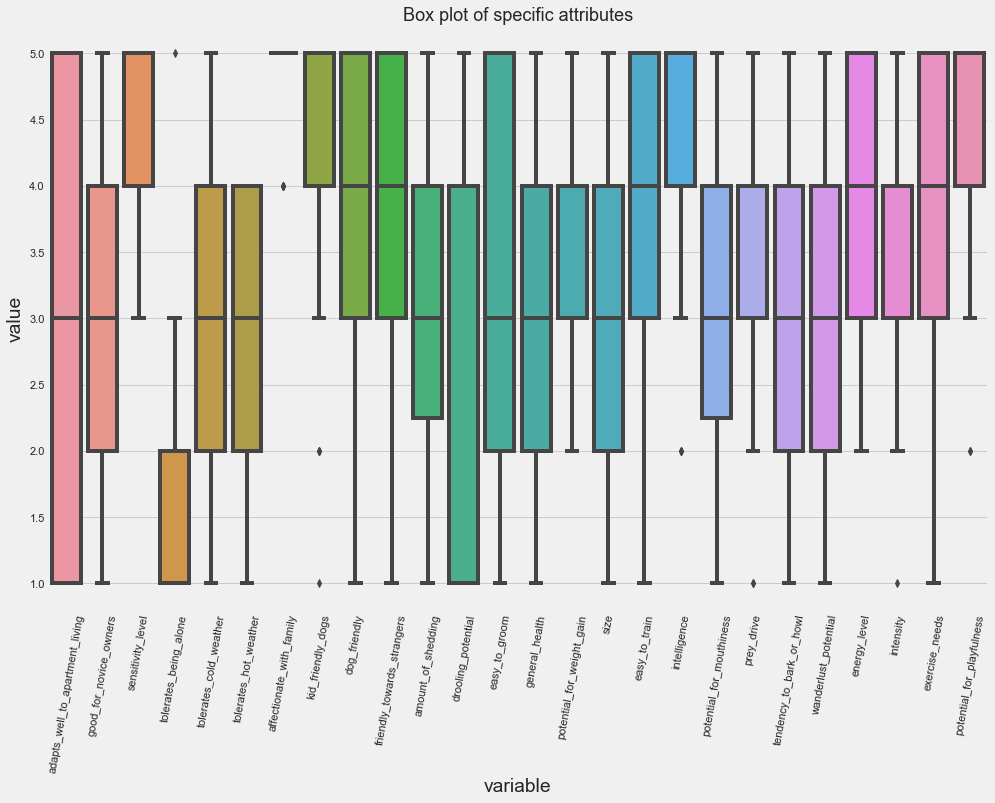 Box plot of specific attributes
value
5.0
4.5
4.0
3.5
3.0
2.5
2.0
1.5
1.0
adapts_well_to_apartment_living
good_for_novice_owners
sensitivity_level
tolerates_being_alone
tolerates_cold_weather
tolerates_hot_weather
affectionate_with_family
kid_friendly_dogs
dog_friendly
friendly_towards_strangers
amount_of_shedding
drooling_potential
easy_to_groom
general_health
potential_for_weight_gain
size
easy_to_train
intelligence
potential_for_mouthiness
prey_drive
tendency_to_bark_or_howl
wanderlust_potential
energy_level
intensity
exercise_needs
potential_for_playfulness
variable